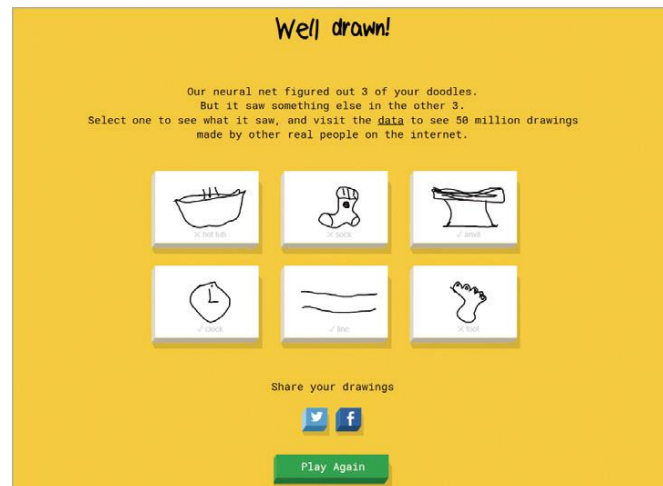 Well drawn!
Our neural net figured out 3 of your doodles.
But it saw something else in the other 3.
Select one to see what it saw, and visit the data to see 50 million drawings
made by other real people on the internet.
× hot tub
× sock
✓ anvil
✓ clock
✓ line
× foot
Share your drawings
Play Again